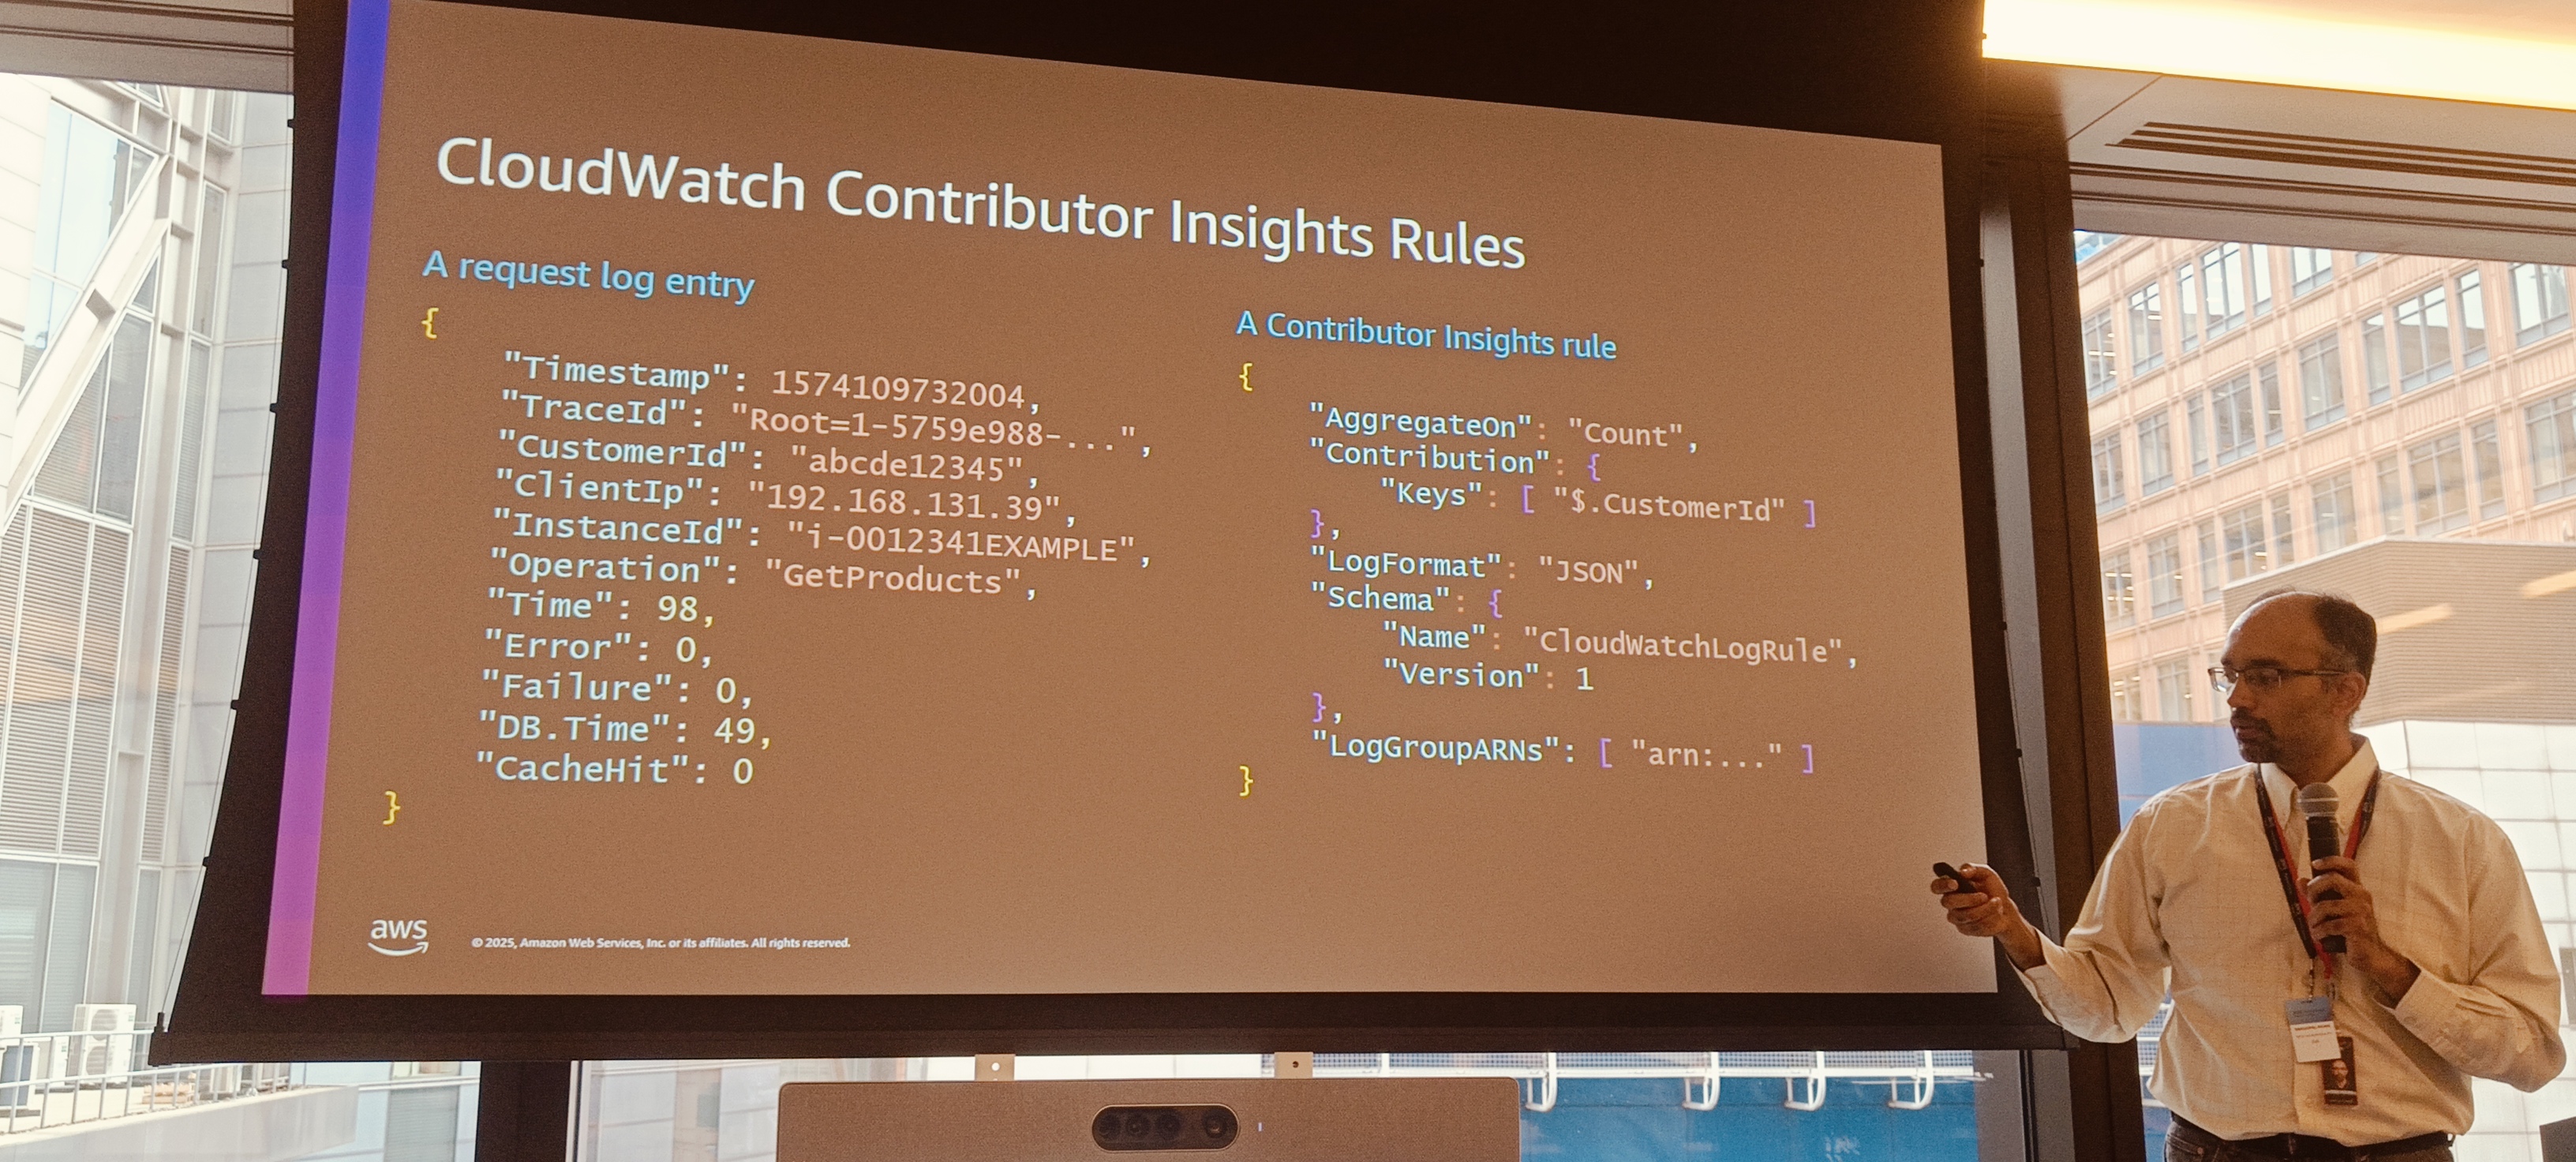 CloudWatch Contributor Insights Rules
A request log entry
{
"Timestamp": 1574109732004,
"TraceId": "Root=1-5759e988-...",
"CustomerId": "abcde12345",
"ClientIp": "192.168.131.39",
"InstanceId": "i-0012341EXAMPLE",
"Operation": "GetProducts",
"Time": 98,
"Error": 0,
"Failure": 0,
"DB.Time": 49,
"CacheHit": 0
}
A Contributor Insights rule
{
"AggregateOn": "Count",
"Contribution": {
"Keys": [ "$.CustomerId" ]
},
"LogFormat": "JSON",
"Schema": {
"Name": "CloudWatchLogRule",
"Version": 1
},
"LogGroupARNs": [ "arn:..." ]
}
aws
© 2025, Amazon Web Services, Inc. or its affiliates. All rights reserved.